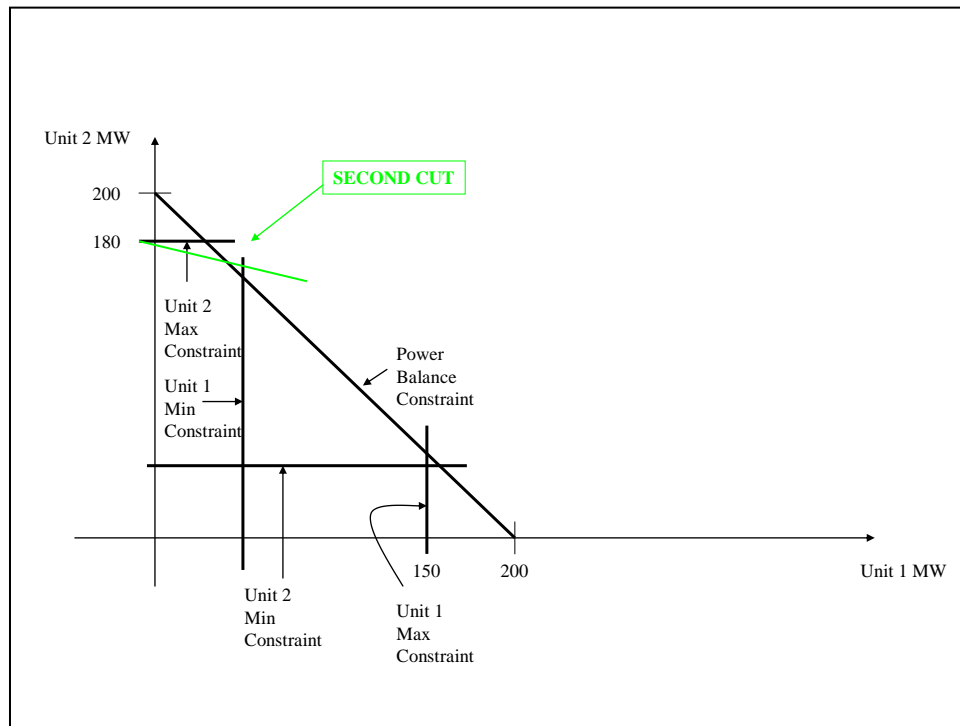 Unit 2 MW
SECOND CUT
200
180
Unit 2
Max
Constraint
Power
Balance
Constraint
Unit 1
Min
Constraint
150
200
Unit 1 MW
Unit 2
Min
Constraint
Unit 1
Max
Constraint